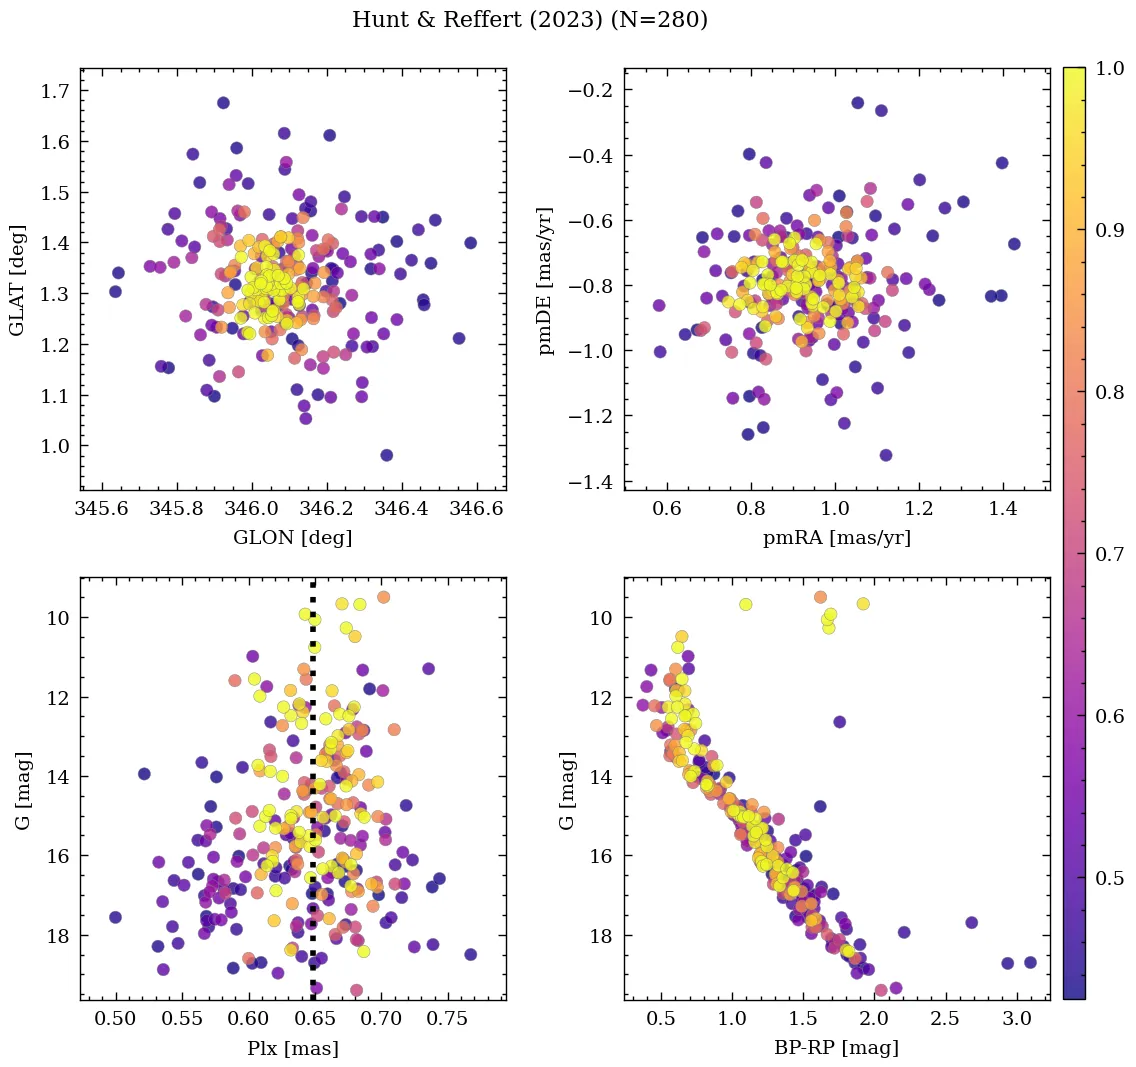 Hunt & Reffert (2023) (N=280)
1.7
1.6
1.5
1.4
1.3
1.2
1.1
1.0
GLAT [deg]
345.6 345.8 346.0 346.2 346.4 346.6
GLON [deg]
−0.2
−0.4
−0.6
−0.8
−1.0
−1.2
−1.4
pmDE [mas/yr]
0.6 0.8 1.0 1.2 1.4
pmRA [mas/yr]
1.0
0.9
0.8
0.7
0.6
0.5
10
12
14
16
18
G [mag]
0.50 0.55 0.60 0.65 0.70 0.75
Plx [mas]
10
12
14
16
18
G [mag]
0.5 1.0 1.5 2.0 2.5 3.0
BP-RP [mag]